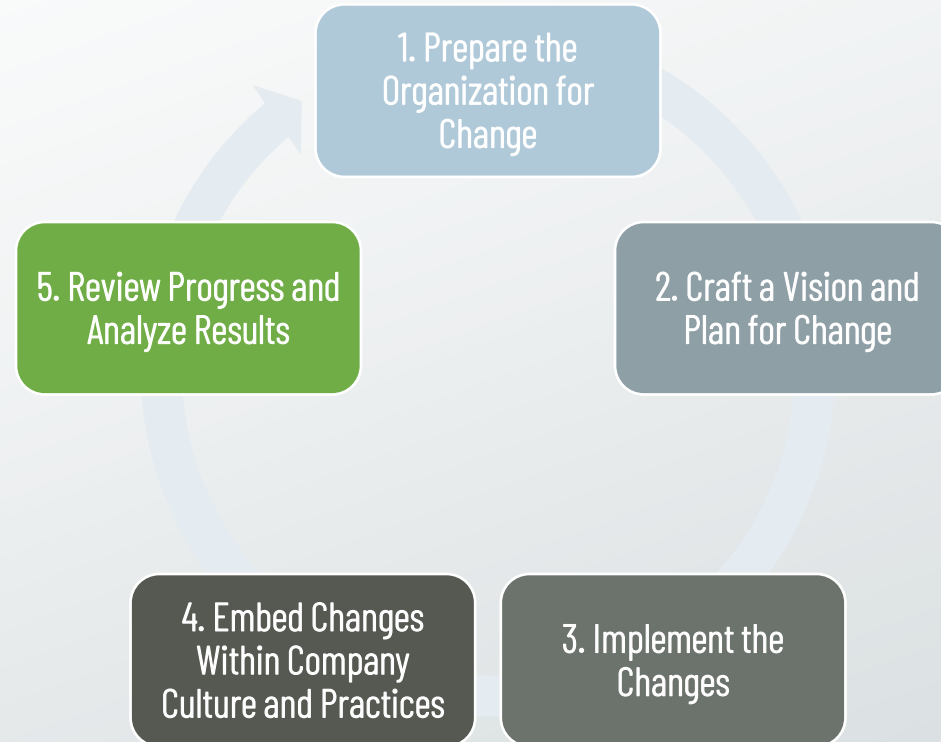 1. Prepare the
Organization for
Change
2. Craft a Vision and
Plan for Change
3. Implement the
Changes
4. Embed Changes
Within Company
Culture and Practices
5. Review Progress and
Analyze Results